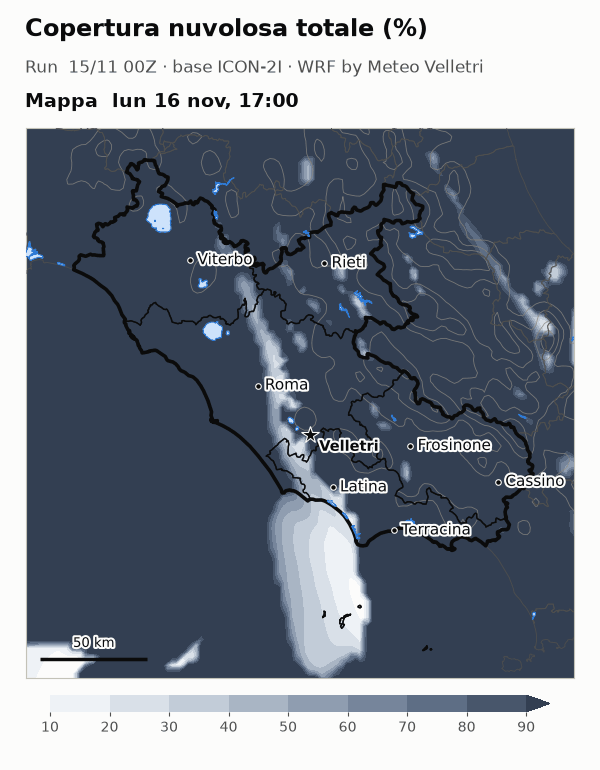 Copertura nuvolosa totale (%)
Run 15/11 00Z · base ICON-2I · WRF by Meteo Velletri
Mappa lun 16 nov, 17:00
Viterbo
Rieti
Roma
Velletri
Frosinone
Latina
Cassino
Terracina
50 km
10 20 30 40 50 60 70 80 90